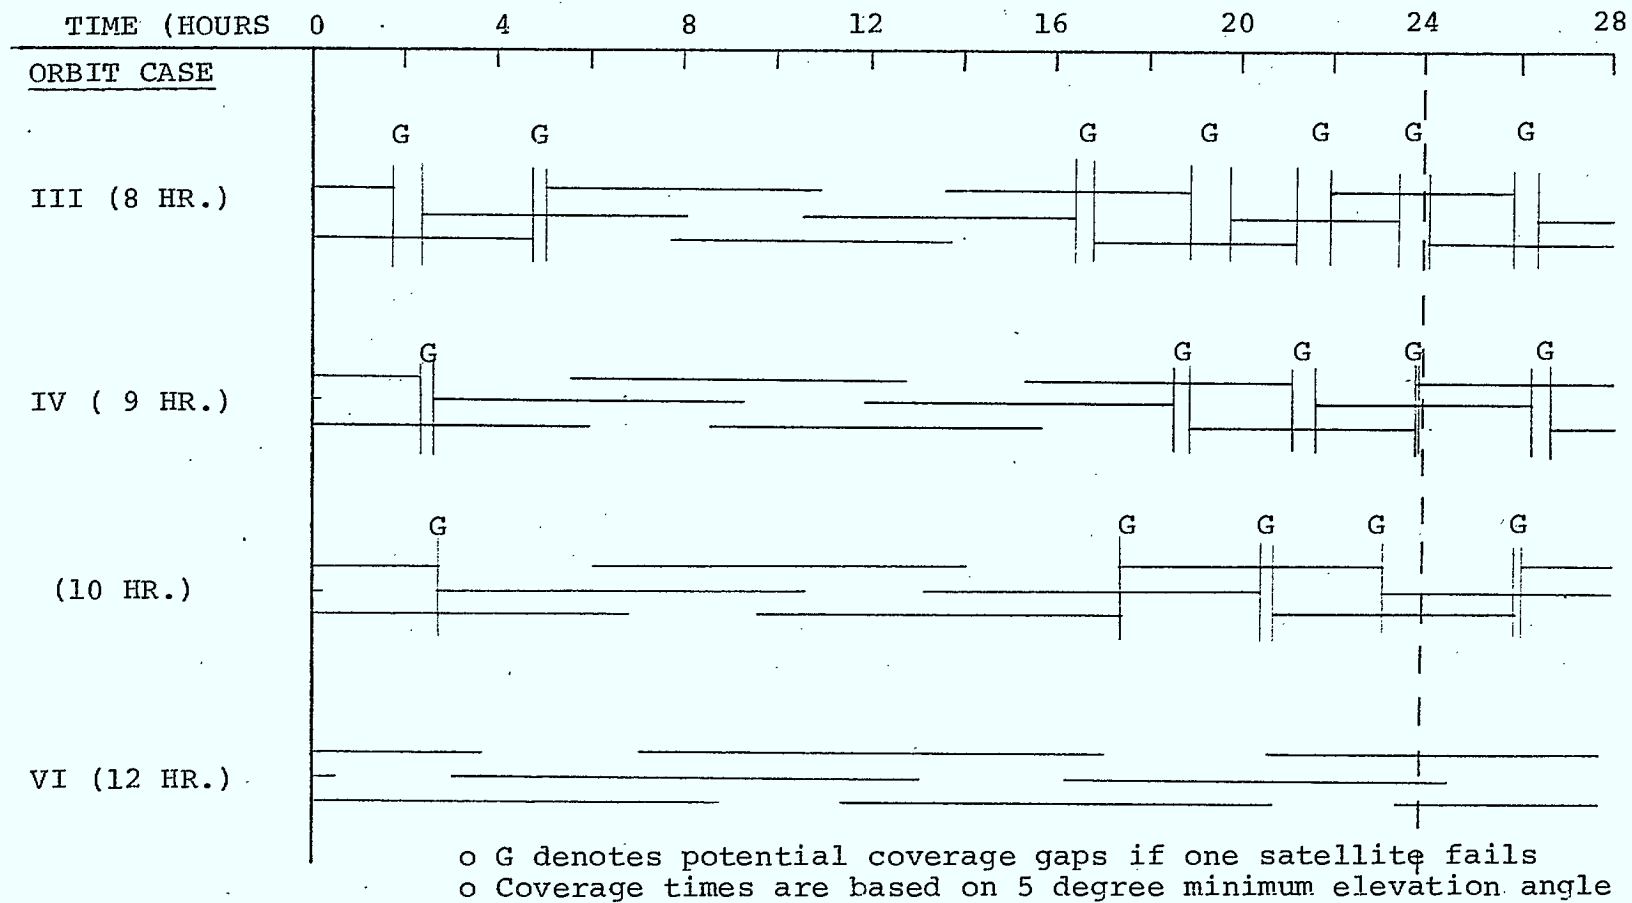 TIME (HOURS 0 4 8 12 16 20 24 28
ORBIT CASE
G G G G G G G
III (8 HR.)
G G G G G
IV ( 9 HR.)
G G G G G
(10 HR.)
VI (12 HR.)
o G denotes potential coverage gaps if one satellite fails
o Coverage times are based on 5 degree minimum elevation angle